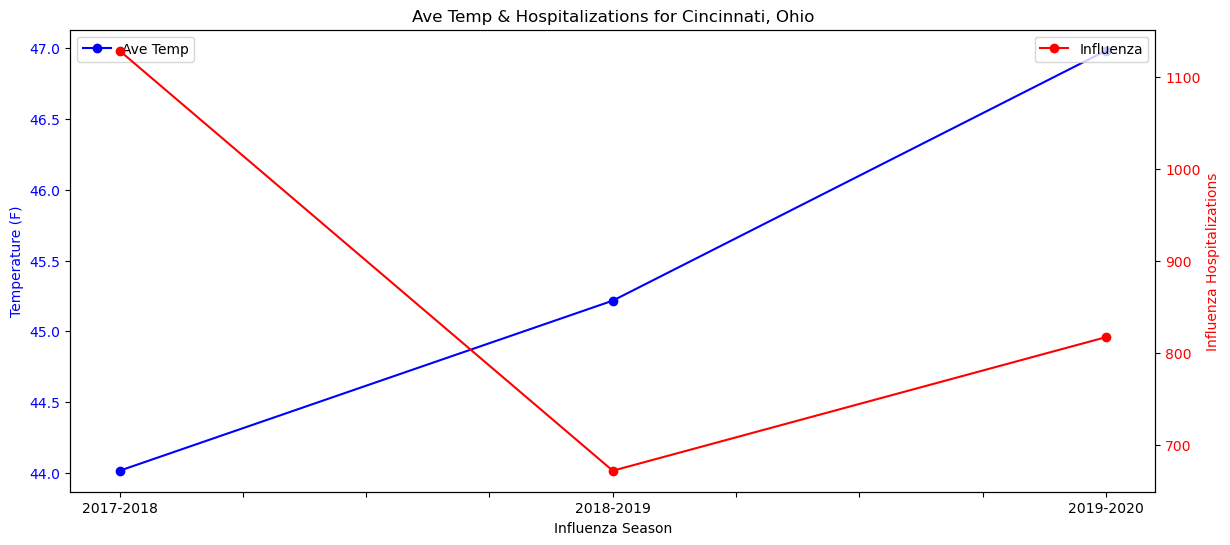 Ave Temp & Hospitalizations for Cincinnati, Ohio
Ave Temp
Influenza
47.0
46.5
46.0
45.5
45.0
44.5
44.0
Temperature (F)
1100
1000
900
800
700
Influenza Hospitalizations
2017-2018
2018-2019
2019-2020
Influenza Season